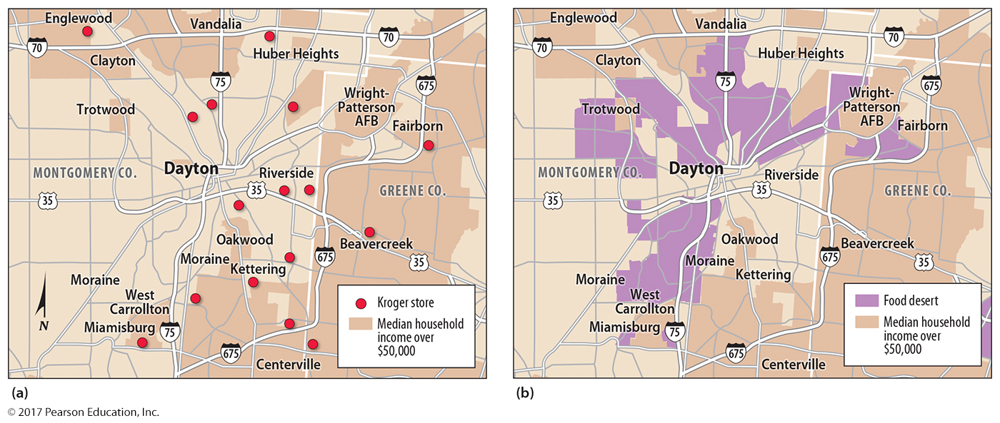 Englewood
Vandalia
70
70
Huber Heights
Clayton
75
675
Wright-
Patterson
AFB
Trotwood
Fairborn
MONTGOMERY CO.
Dayton
Riverside
35
GREENE CO.
35
Oakwood
Beavercreek
675
35
Moraine
Kettering
Moraine
West
Carrollton
Miamisburg
75
675
Centerville
N
Kroger store
Median household
income over
$50,000
(a)
Englewood
Vandalia
70
70
Huber Heights
Clayton
75
675
Wright-
Patterson
AFB
Trotwood
Fairborn
MONTGOMERY CO.
Dayton
Riverside
35
GREENE CO.
35
Oakwood
Beavercreek
675
35
Moraine
Kettering
Moraine
West
Carrollton
Miamisburg
75
675
Centerville
Food desert
Median household
income over
$50,000
(b)
© 2017 Pearson Education, Inc.